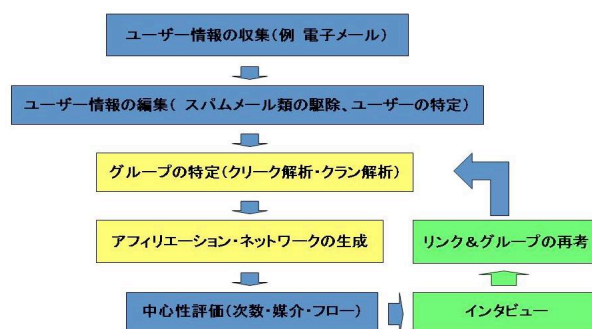 ユーザー情報の収集(例 電子メール)
ユーザー情報の編集( スパムメール類の駆除、ユーザーの特定)
グループの特定(クリーク解析・クラン解析)
アフィリエーション・ネットワークの生成
リンク＆グループの再考
中心性評価(次数・媒介・フロー)
インタビュー